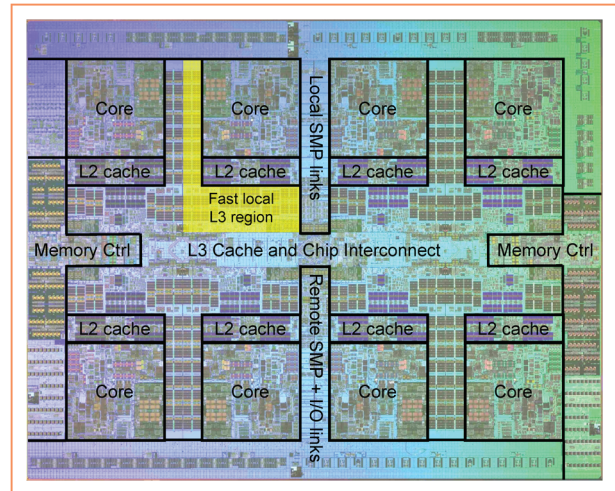 Core
Core
Local SMP links
Core
Core
L2 cache
L2 cache
L2 cache
L2 cache
Fast local
L3 region
Memory Ctrl
L3 Cache and Chip Interconnect
Memory Ctrl
L2 cache
L2 cache
Remote SMP + I/O links
L2 cache
L2 cache
Core
Core
Core
Core